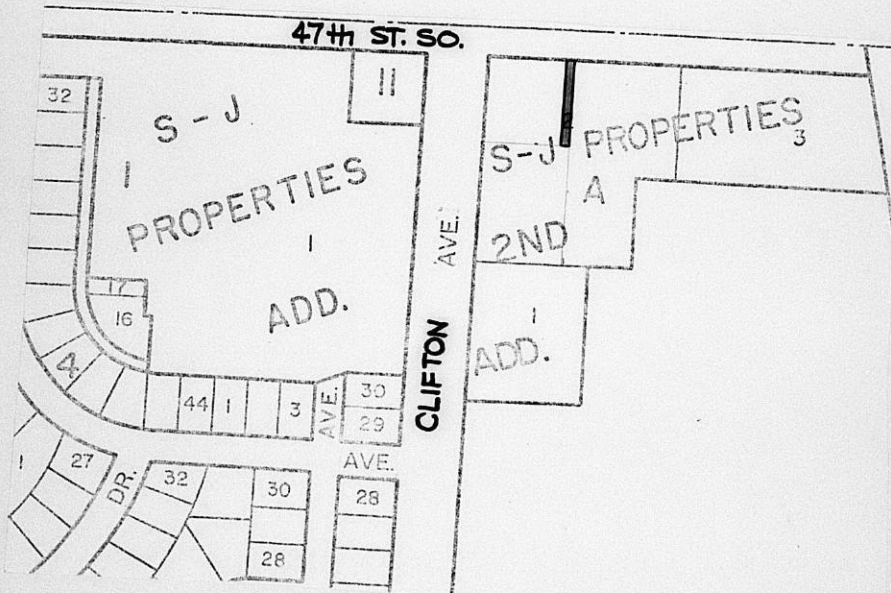 47th ST. SO.
32
11
S - J
S-J PROPERTIES
3
1
PROPERTIES
A
1
AVE.
2ND
17
16
ADD.
1
CLIFTON
ADD.
4
44
1
3
AVE.
30
29
AVE.
1
27
DR.
32
30
28
28